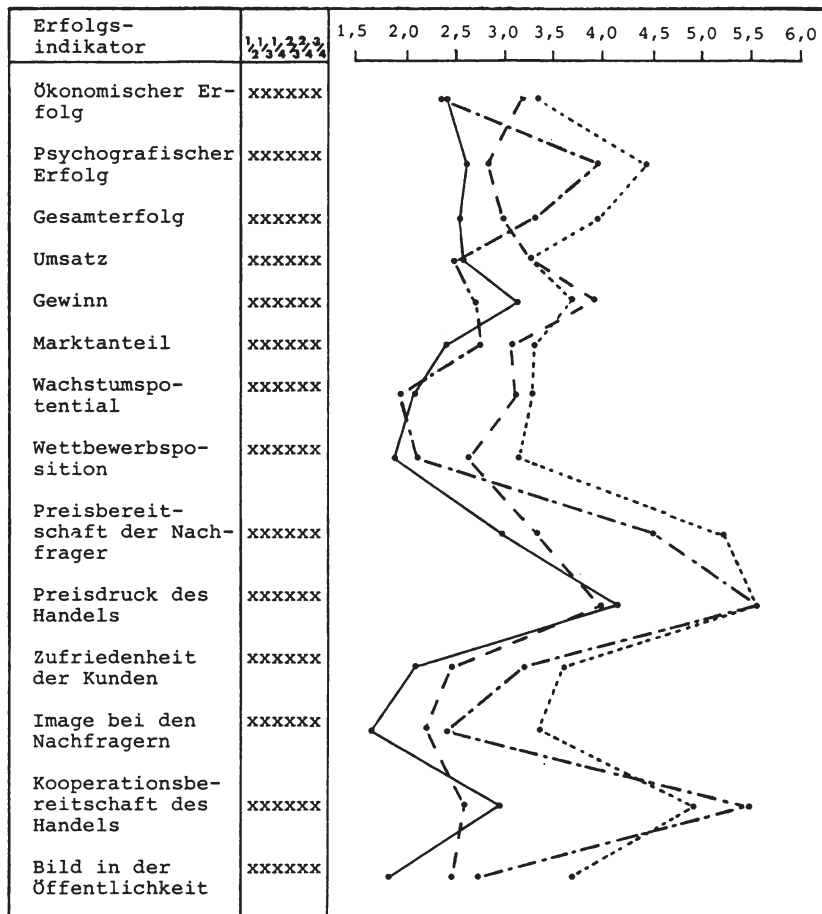 Erfolgs-
indikator
1/2 1/3 1/4 2/3 2/4 3/4
1,5 2,0 2,5 3,0 3,5 4,0 4,5 5,0 5,5 6,0
Ökonomischer Er-
folg
xxxxxx
Psychografischer
Erfolg
xxxxxx
Gesamterfolg xxxxxx
Umsatz xxxxxx
Gewinn xxxxxx
Marktanteil xxxxxx
Wachstumspo-
tential
xxxxxx
Wettbewerbspo-
sition
xxxxxx
Preisbereit-
schaft der Nach-
frager
xxxxxx
Preisdruck des
Handels
xxxxxx
Zufriedenheit
der Kunden
xxxxxx
Image bei den
Nachfragern
xxxxxx
Kooperationsbe-
reitschaft des
Handels
xxxxxx
Bild in der
Öffentlichkeit
xxxxxx